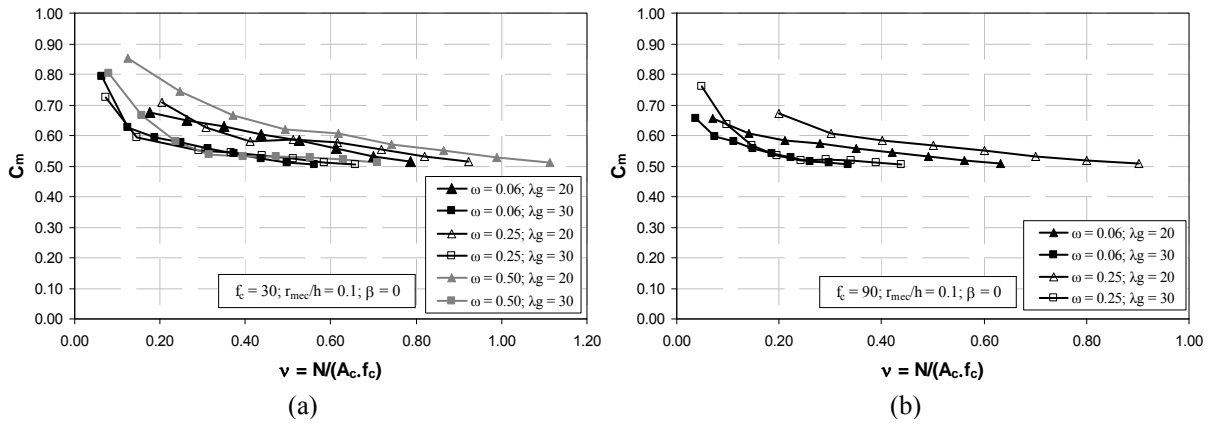 1.00
0.90
0.80
0.70
0.60
0.50
0.40
0.30
0.20
0.10
0.00
Cm
0.00 0.20 0.40 0.60 0.80 1.00 1.20
ν = N/(Ac.fc)
ω = 0.06; λg = 20
ω = 0.06; λg = 30
ω = 0.25; λg = 20
ω = 0.25; λg = 30
ω = 0.50; λg = 20
ω = 0.50; λg = 30
fc = 30; rmec/h = 0.1; β = 0
(a)
1.00
0.90
0.80
0.70
0.60
0.50
0.40
0.30
0.20
0.10
0.00
Cm
0.00 0.20 0.40 0.60 0.80 1.00
ν = N/(Ac.fc)
ω = 0.06; λg = 20
ω = 0.06; λg = 30
ω = 0.25; λg = 20
ω = 0.25; λg = 30
fc = 90; rmec/h = 0.1; β = 0
(b)